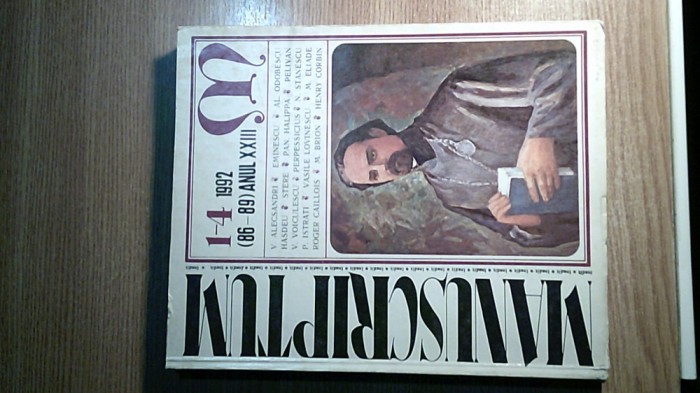 1-4 1992
(86-89) ANUL XXIII
V. ALECSANDRI EMINESCU AL. ODOBESCU
HASDEU STERE PAN. HALIPPA PELIVAN
V. VOICULESCU PERPESSICIUS N. STANESCU
P. ISTRATI VASILE LOVINESCU M. ELIADE
ROGER CAILLOIS M. BRION HENRY CORBIN
MANUSCRIPTUM